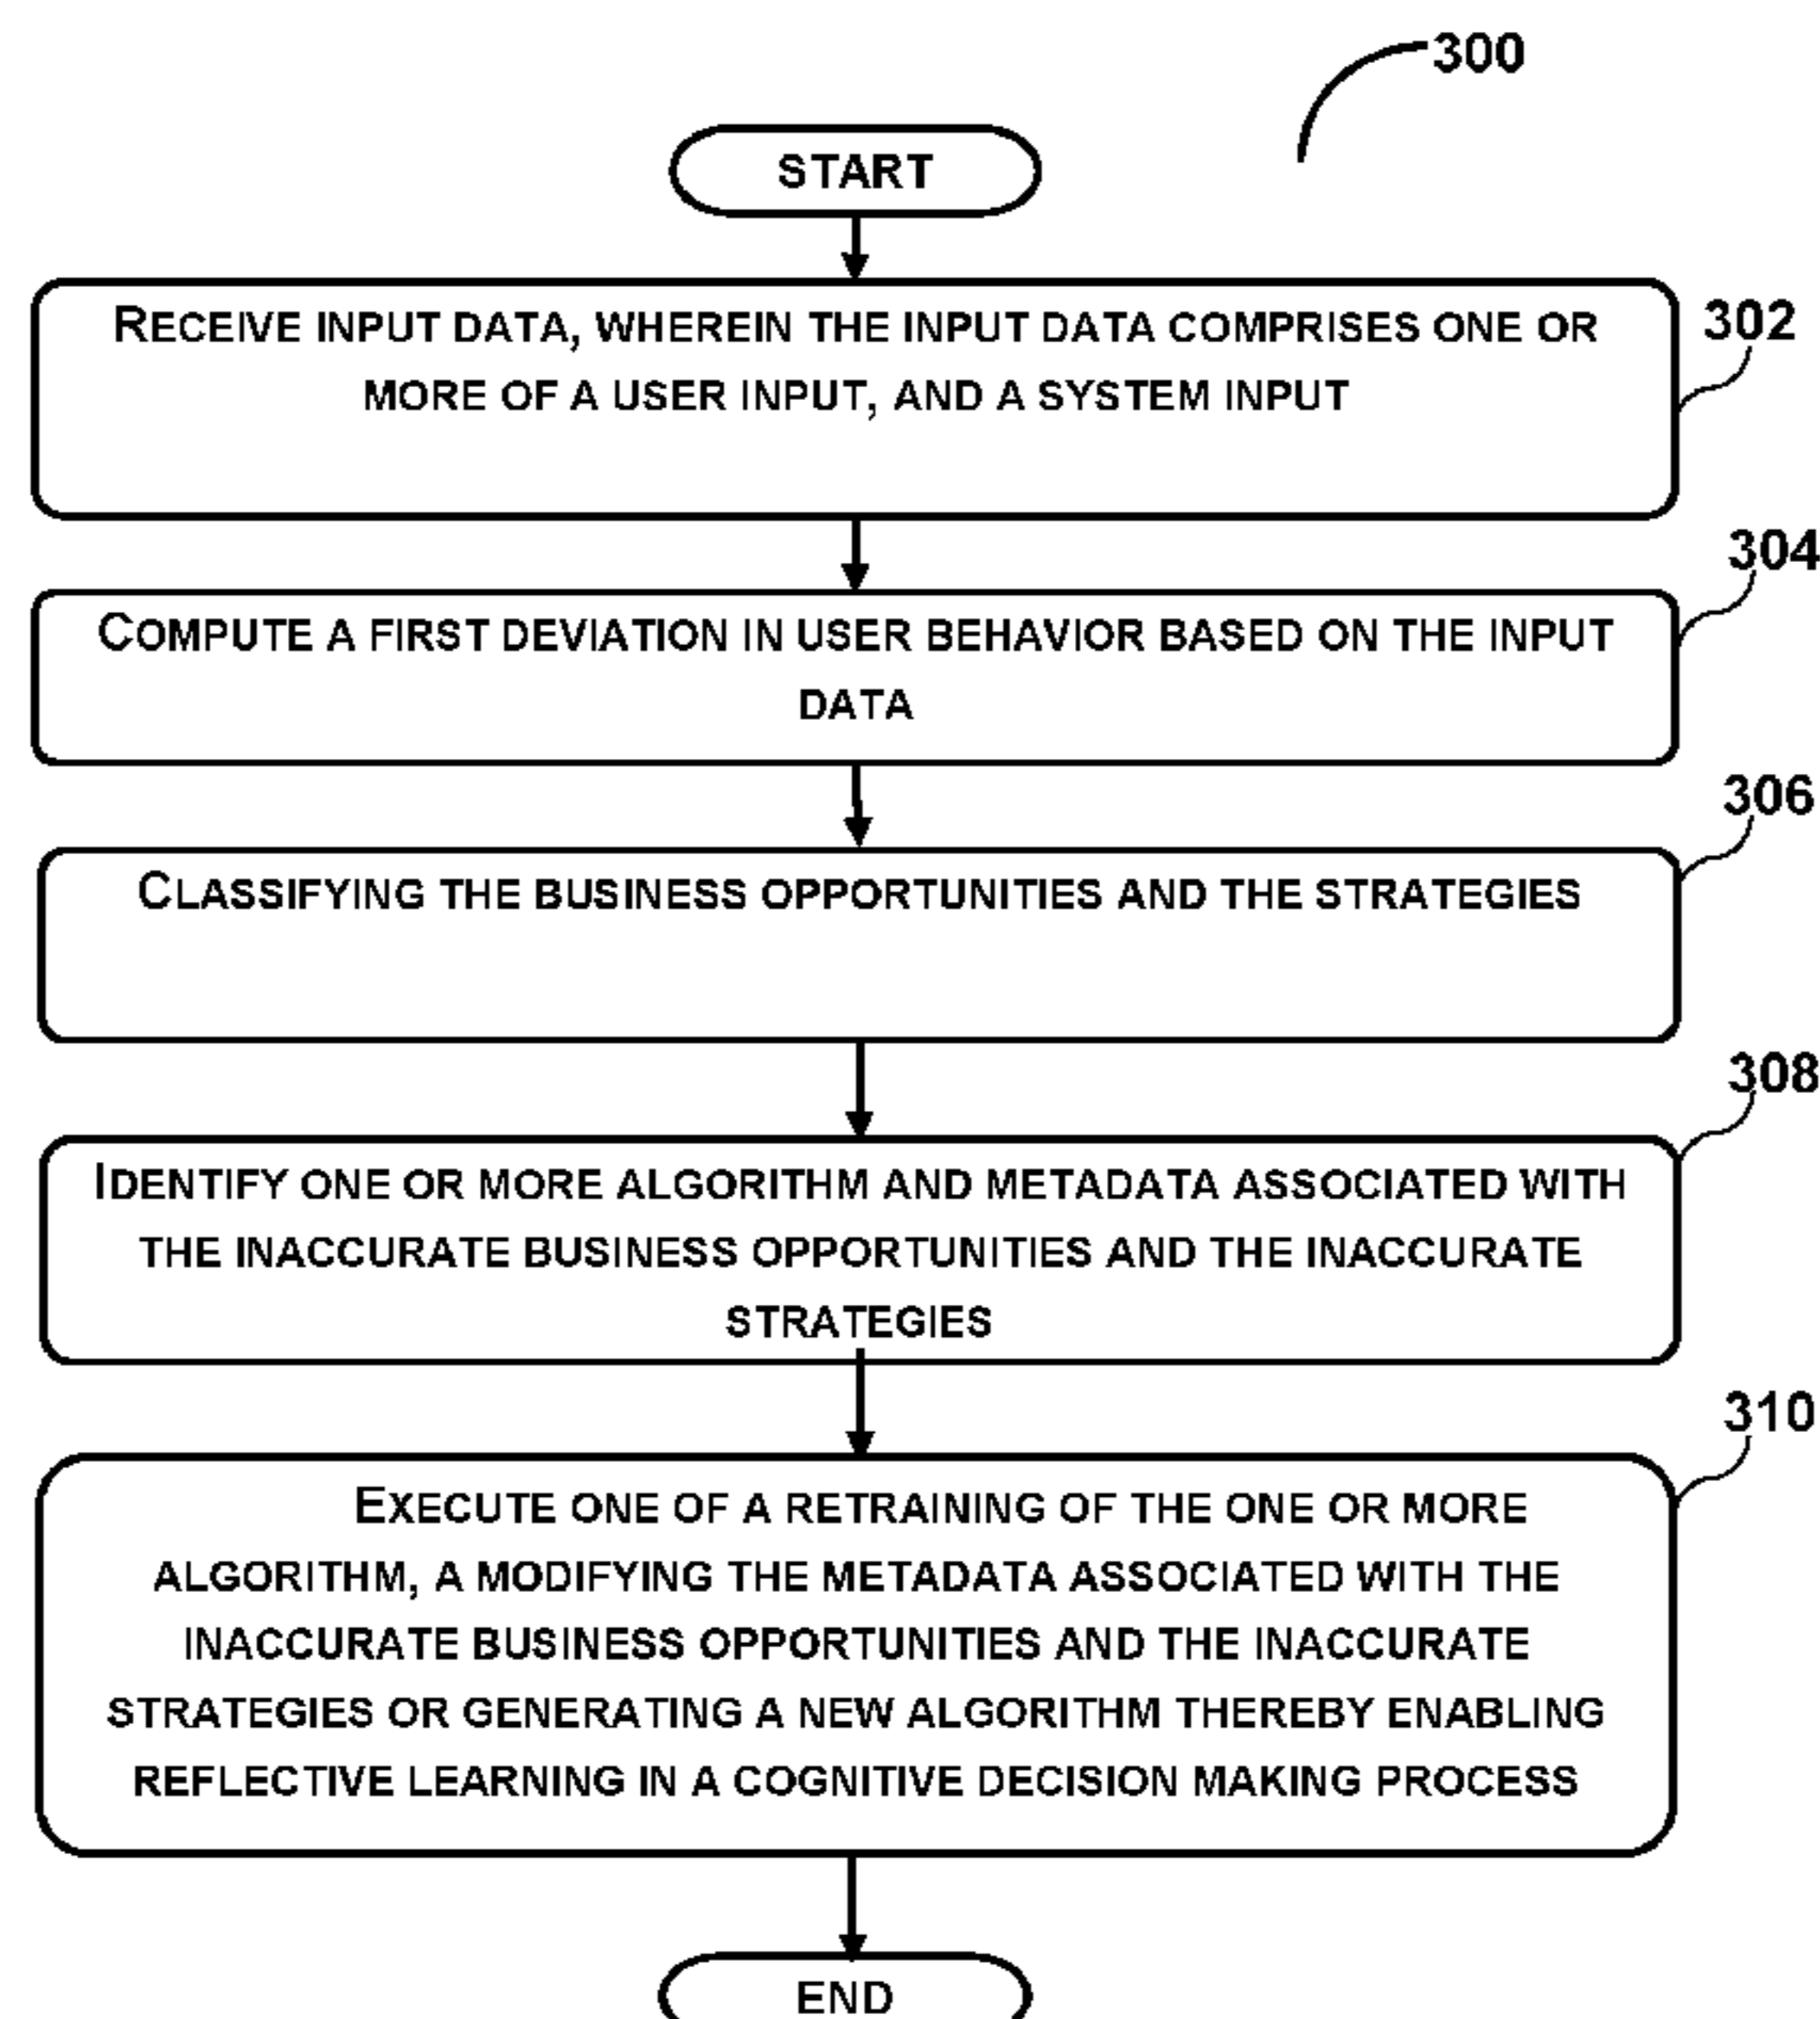 300
START
RECEIVE INPUT DATA, WHEREIN THE INPUT DATA COMPRISES ONE OR
MORE OF A USER INPUT, AND A SYSTEM INPUT
302
304
COMPUTE A FIRST DEVIATION IN USER BEHAVIOR BASED ON THE INPUT
DATA
306
CLASSIFYING THE BUSINESS OPPORTUNITIES AND THE STRATEGIES
308
IDENTIFY ONE OR MORE ALGORITHM AND METADATA ASSOCIATED WITH
THE INACCURATE BUSINESS OPPORTUNITIES AND THE INACCURATE
STRATEGIES
310
EXECUTE ONE OF A RETRAINING OF THE ONE OR MORE
ALGORITHM, A MODIFYING THE METADATA ASSOCIATED WITH THE
INACCURATE BUSINESS OPPORTUNITIES AND THE INACCURATE
STRATEGIES OR GENERATING A NEW ALGORITHM THEREBY ENABLING
REFLECTIVE LEARNING IN A COGNITIVE DECISION MAKING PROCESS
END